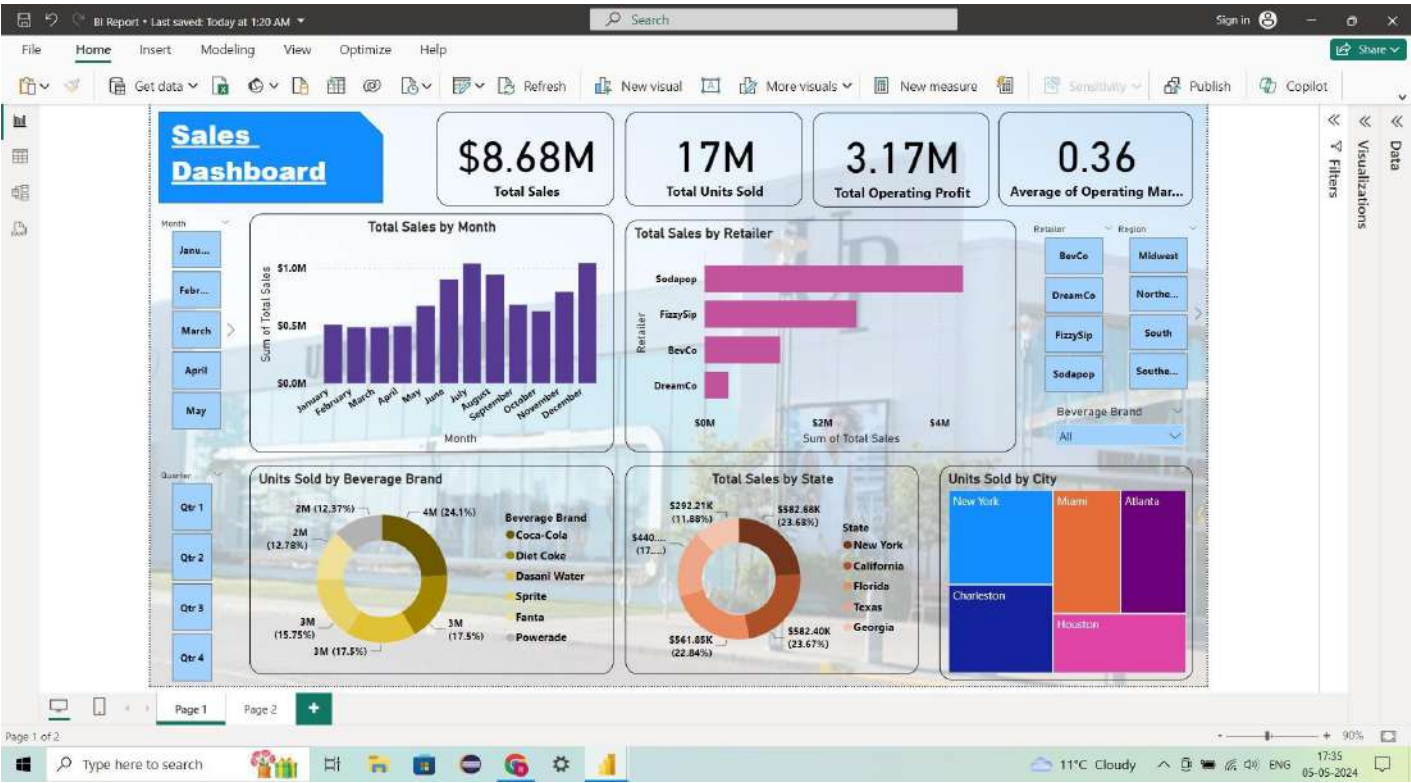 BI Report • Last saved: Today at 1:20 AM
Search
Sign in
File Home Insert Modeling View Optimize Help
Share
Get data
Refresh
New visual
More visuals
New measure
Sensitivity
Publish
Copilot
Sales
Dashboard
$8.68M
Total Sales
17M
Total Units Sold
3.17M
Total Operating Profit
0.36
Average of Operating Mar...
Filters
Visualizations
Data
Month
Janu...
Febr...
March
April
May
Total Sales by Month
Sum of Total Sales
$1.0M
$0.5M
$0.0M
January
February
March
April
May
June
July
August
September
October
November
December
Month
Total Sales by Retailer
Retailer
Sodapop
FizzySip
BevCo
DreamCo
$0M
$2M
$4M
Sum of Total Sales
Retailer
BevCo
DreamCo
FizzySip
Sodapop
Region
Midwest
Northe...
South
Southe...
Beverage Brand
All
Quarter
Qtr 1
Qtr 2
Qtr 3
Qtr 4
Units Sold by Beverage Brand
2M (12.37%)
4M (24.1%)
2M
(12.78%)
3M
(15.75%)
3M (17.5%)
3M
(17.5%)
Beverage Brand
Coca-Cola
Diet Coke
Dasani Water
Sprite
Fanta
Powerade
Total Sales by State
$292.21K
(11.88%)
$582.68K
(23.68%)
$440....
(17....)
$561.85K
(22.84%)
$582.40K
(23.67%)
State
New York
California
Florida
Texas
Georgia
Units Sold by City
New York
Miami
Atlanta
Charleston
Houston
Page 1
Page 2
Page 1 of 2
90%
Type here to search
11°C Cloudy
ENG
17:35
05-05-2024